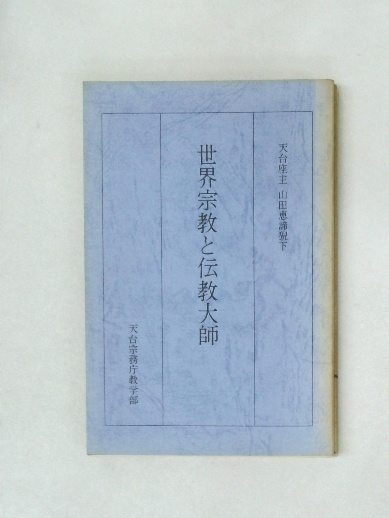 天台座主 山田恵諦猊下
世界宗教と伝教大師
天台宗務庁教学部